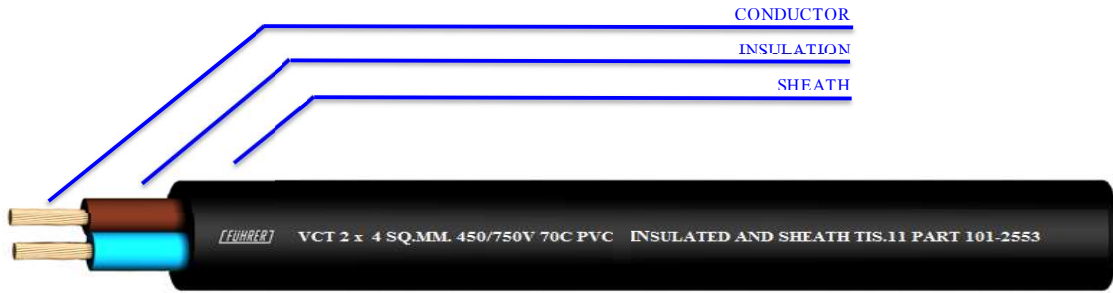 CONDUCTOR
INSULATION
SHEATH
[FUHRER] VCT 2 x 4 SQ.MM. 450/750V 70C PVC INSULATED AND SHEATH TIS.11 PART 101-2553